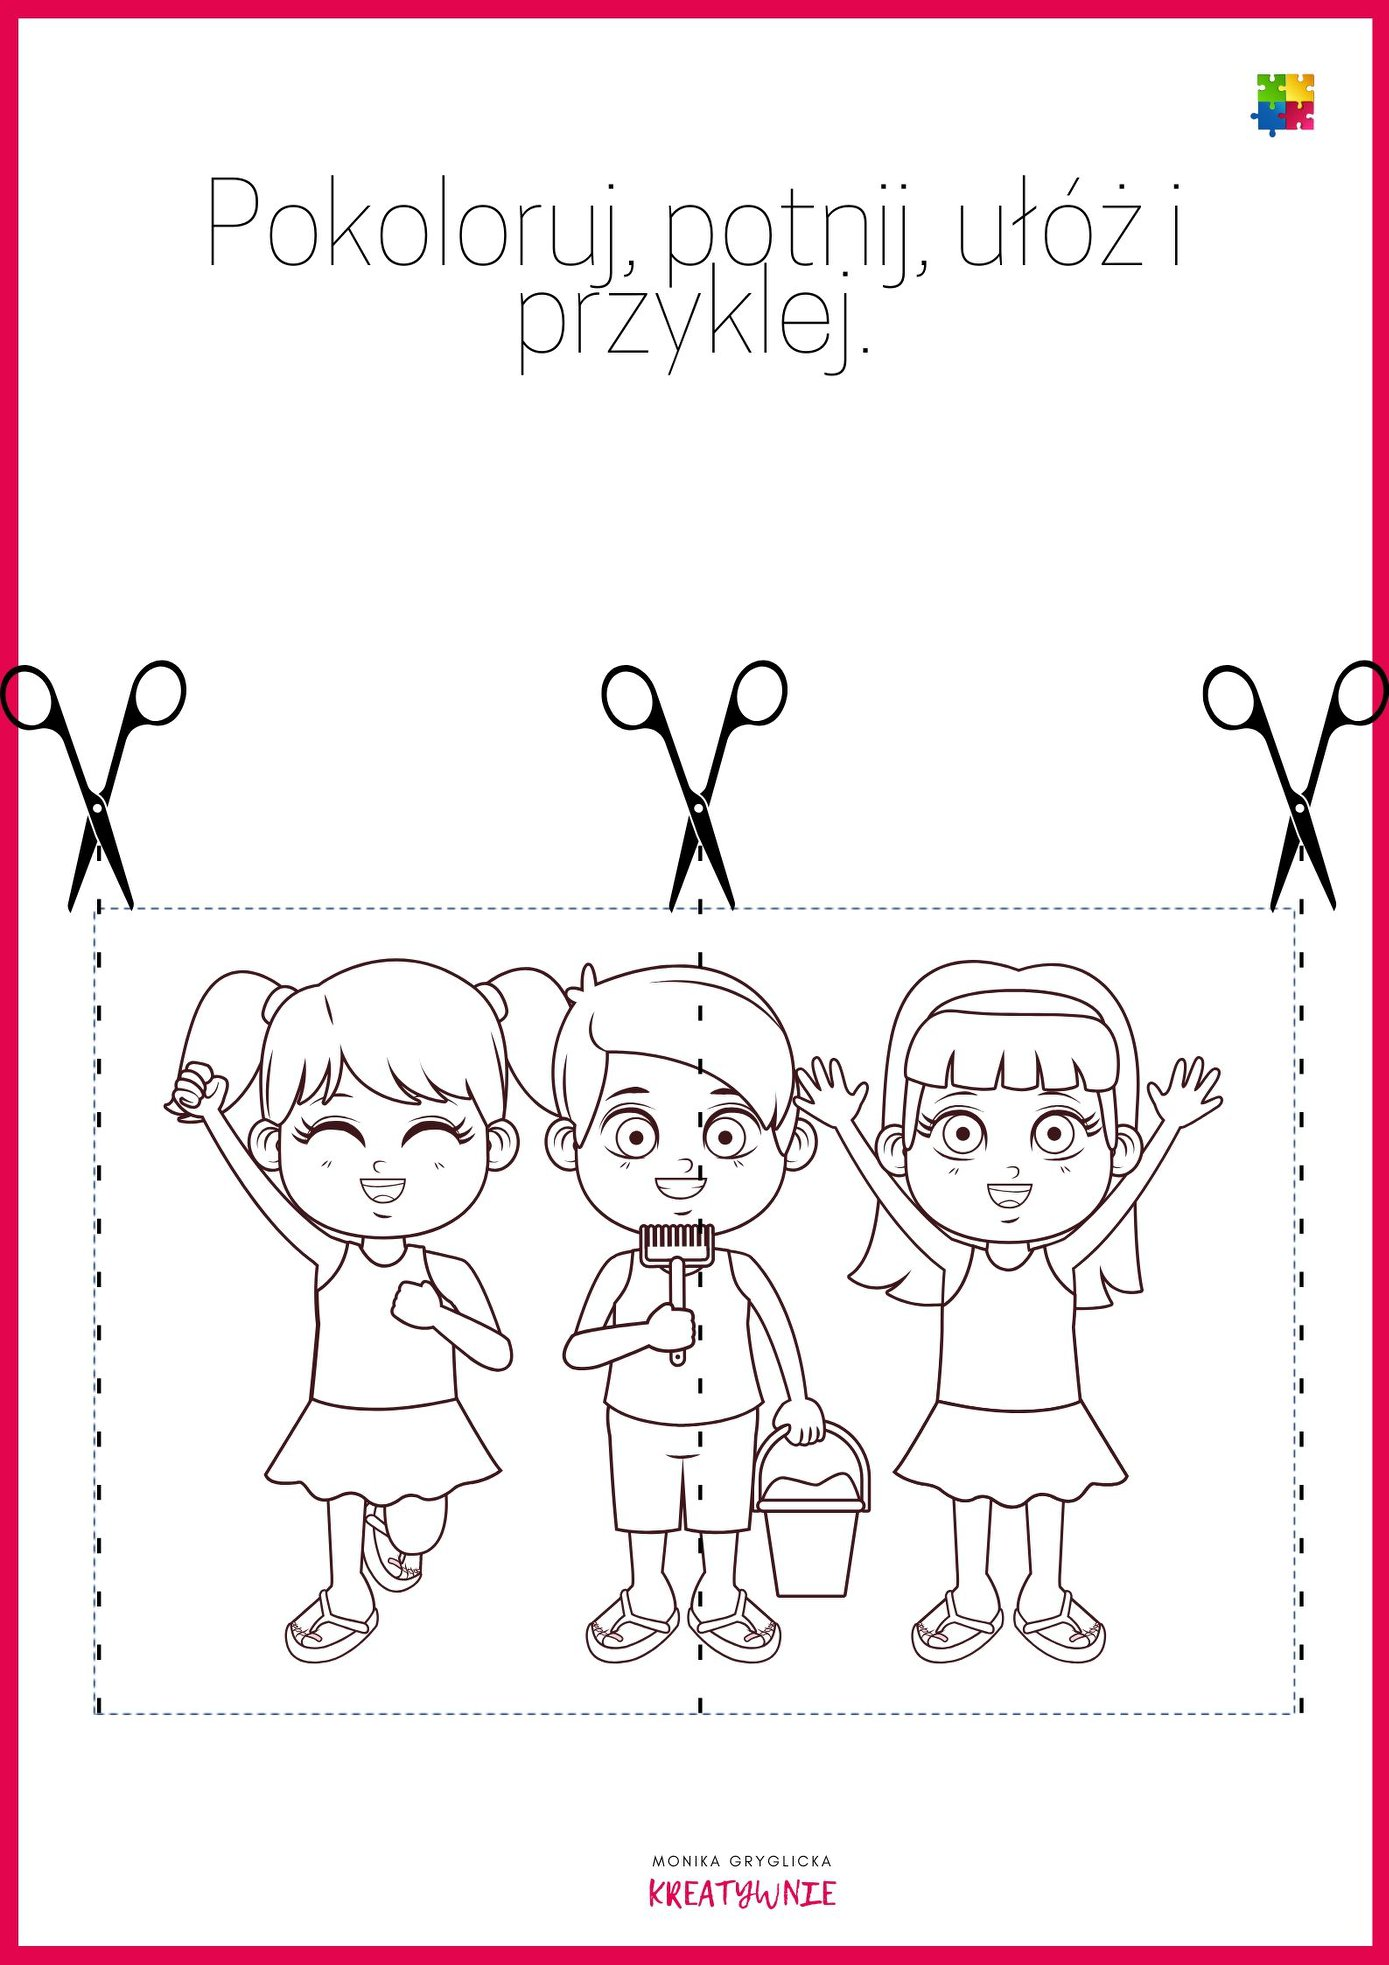 Pokoloruj, potnij, ułóż i
przyklej.
MONIKA GRYGLICKA
KREATYWNIE